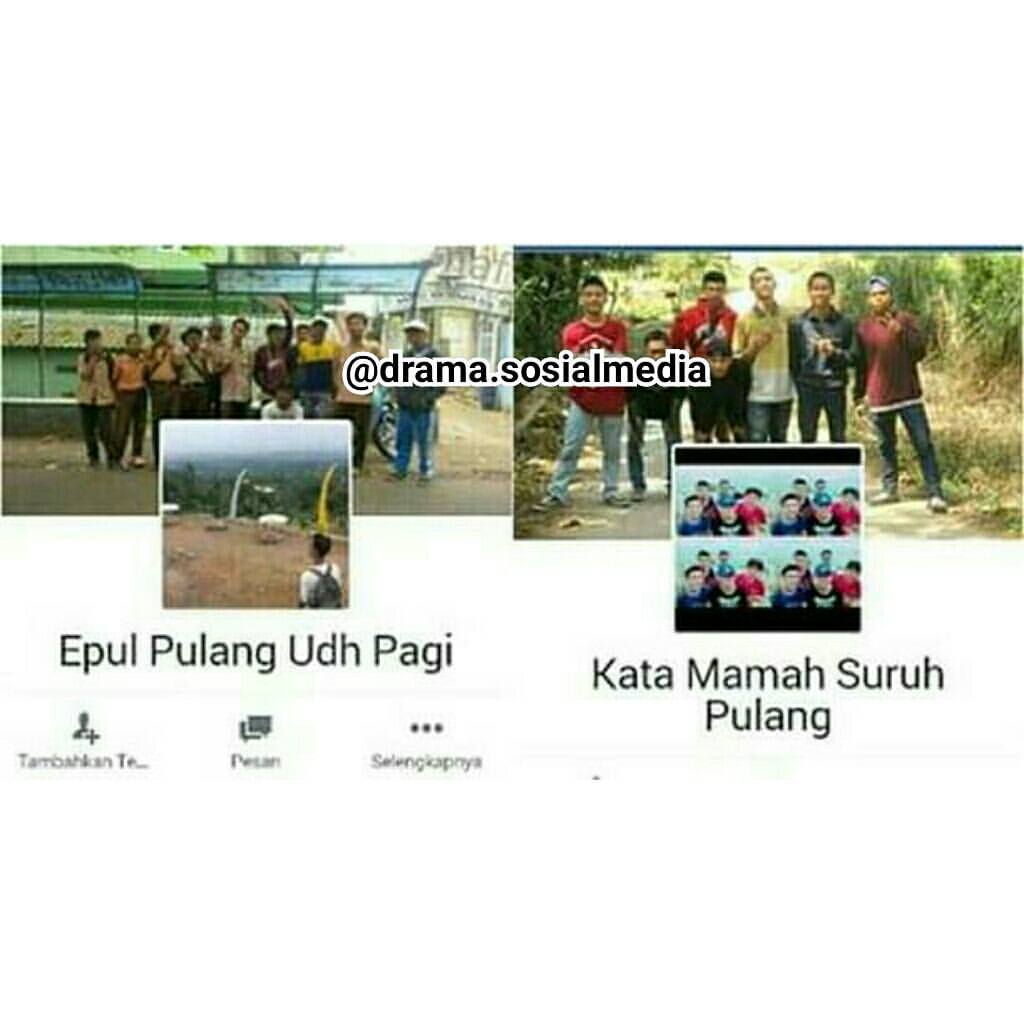 @drama.sosialmedia
Epul Pulang Udh Pagi
Tambahkan Te...
Pesan
Selengkapnya
Kata Mamah Suruh
Pulang